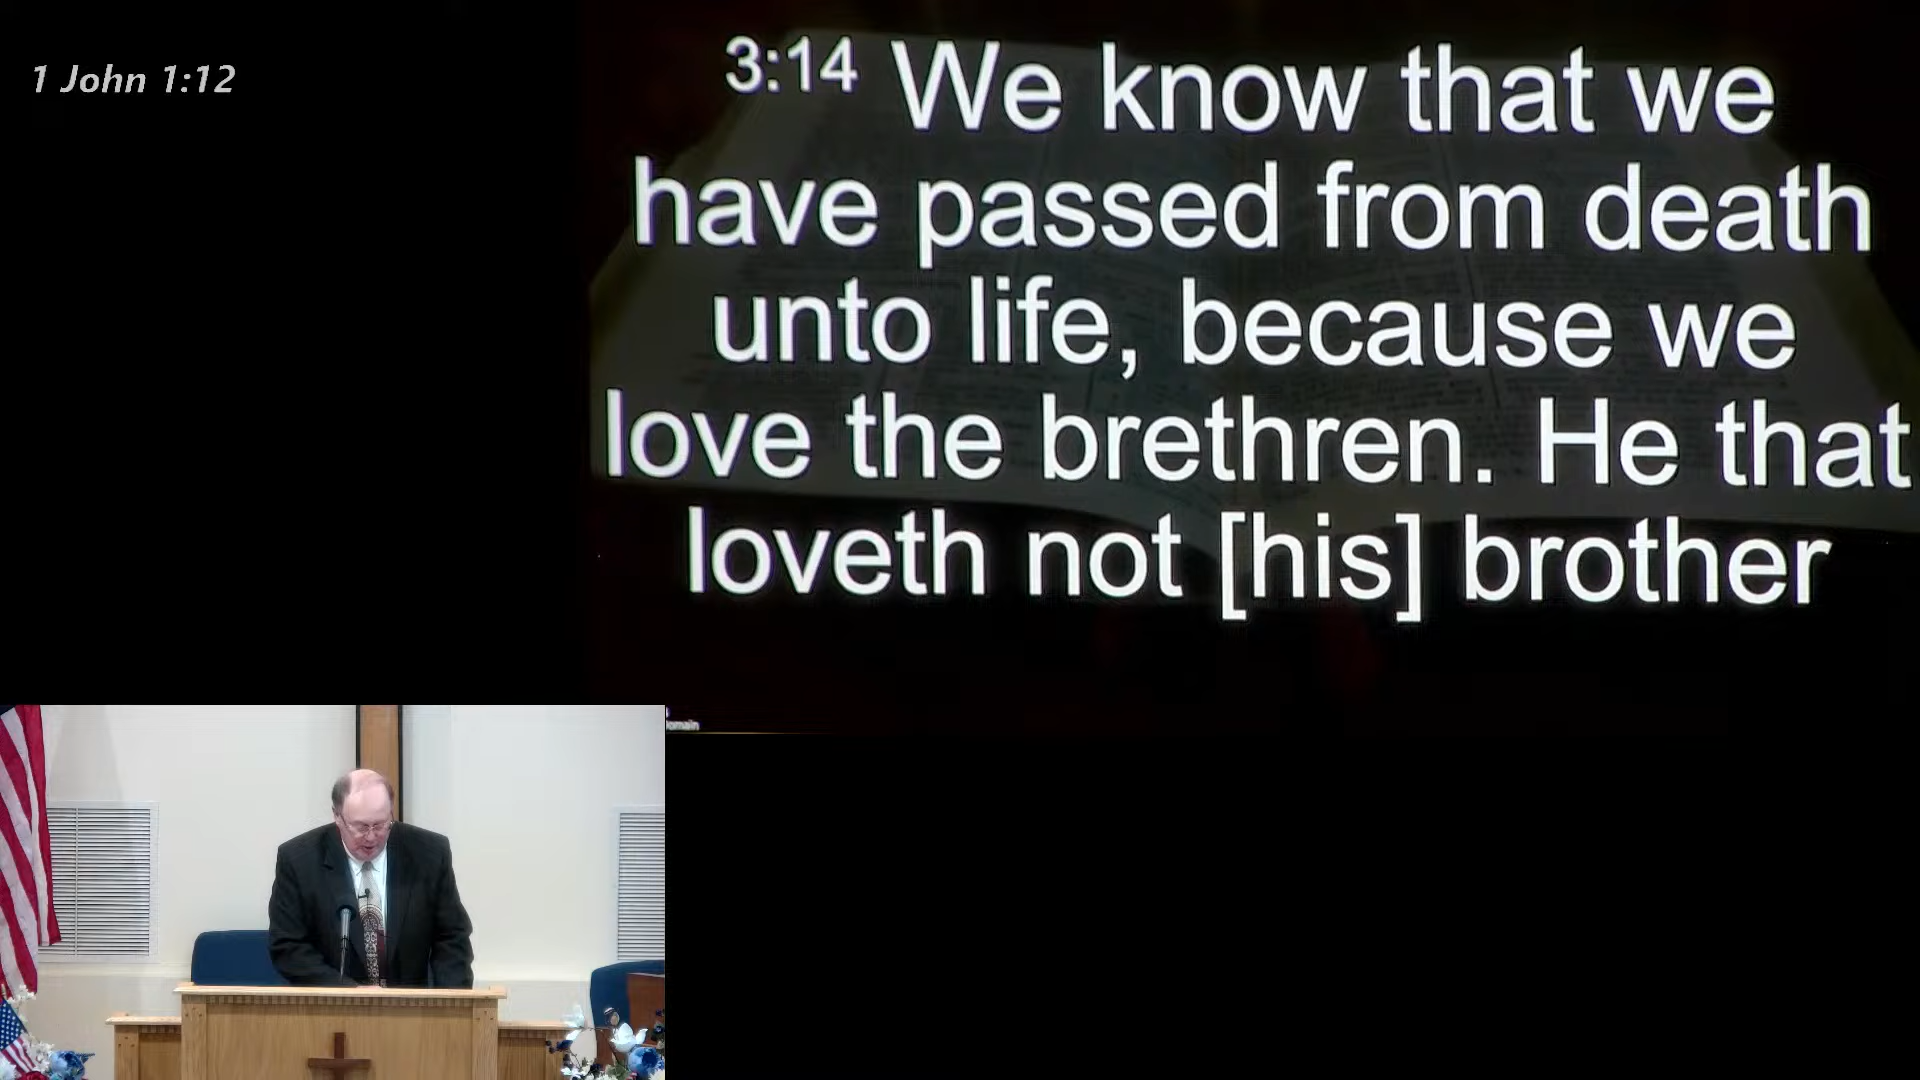 1 John 1:12
3:14 We know that we
have passed from death
unto life, because we
love the brethren. He that
loveth not [his] brother
omain